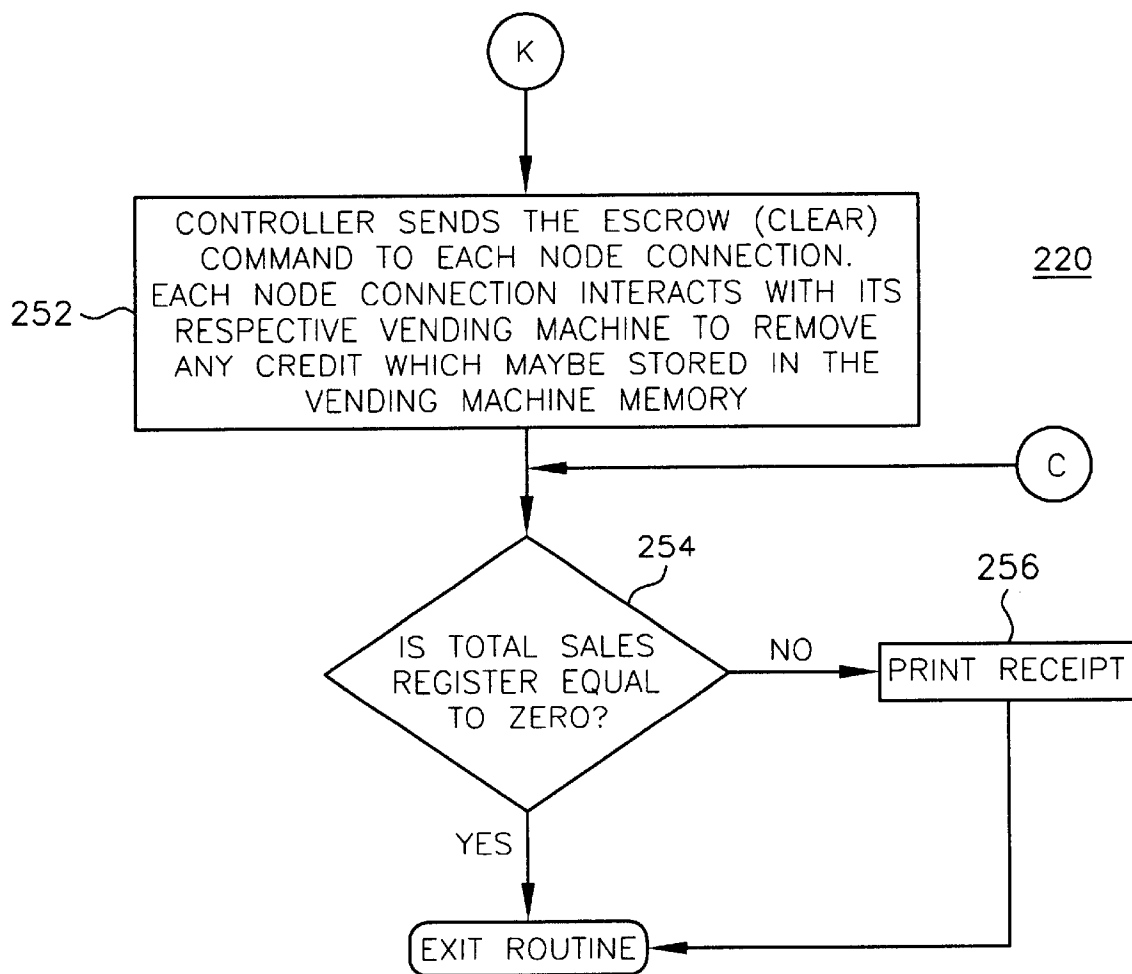 K
CONTROLLER SENDS THE ESCROW (CLEAR)
COMMAND TO EACH NODE CONNECTION.
EACH NODE CONNECTION INTERACTS WITH ITS
RESPECTIVE VENDING MACHINE TO REMOVE
ANY CREDIT WHICH MAYBE STORED IN THE
VENDING MACHINE MEMORY
220
252
C
254
256
IS TOTAL SALES
REGISTER EQUAL
TO ZERO?
NO
PRINT RECEIPT
YES
EXIT ROUTINE